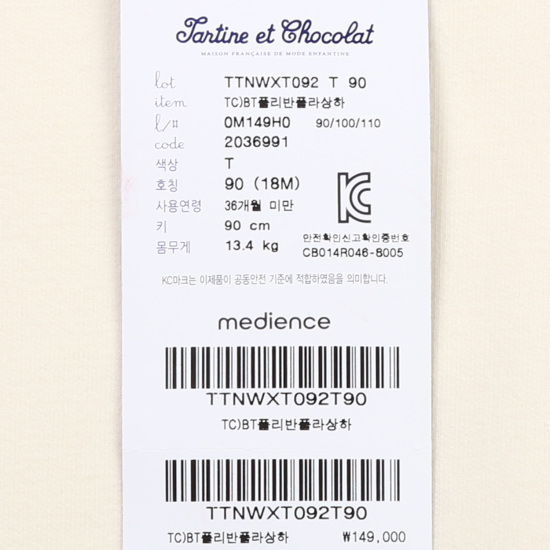 Tartine et Chocolat
MAISON FRANÇAISE DE MODE ENFANTINE
lot TTNWXT092 T 90
item TC)BT플리반폴라상하
f/# 0M149H0 90/100/110
code 2036991
색상 T
호칭 90 (18M)
사용연령 36개월 미만
키 90 cm
몸무게 13.4 kg
안전확인신고확인증번호
CB014R046-8005
KC마크는 이제품이 공통안전 기준에 적합하였음을 의미합니다.
medience
TTNWXT092T90
TC)BT플리반폴라상하
TTNWXT092T90
TC)BT플리반폴라상하 ₩149,000